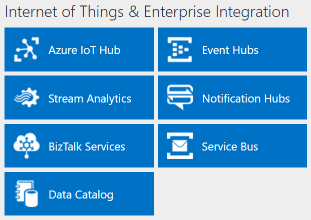 Internet of Things & Enterprise Integration
Azure IoT Hub
Event Hubs
Stream Analytics
Notification Hubs
BizTalk Services
Service Bus
Data Catalog